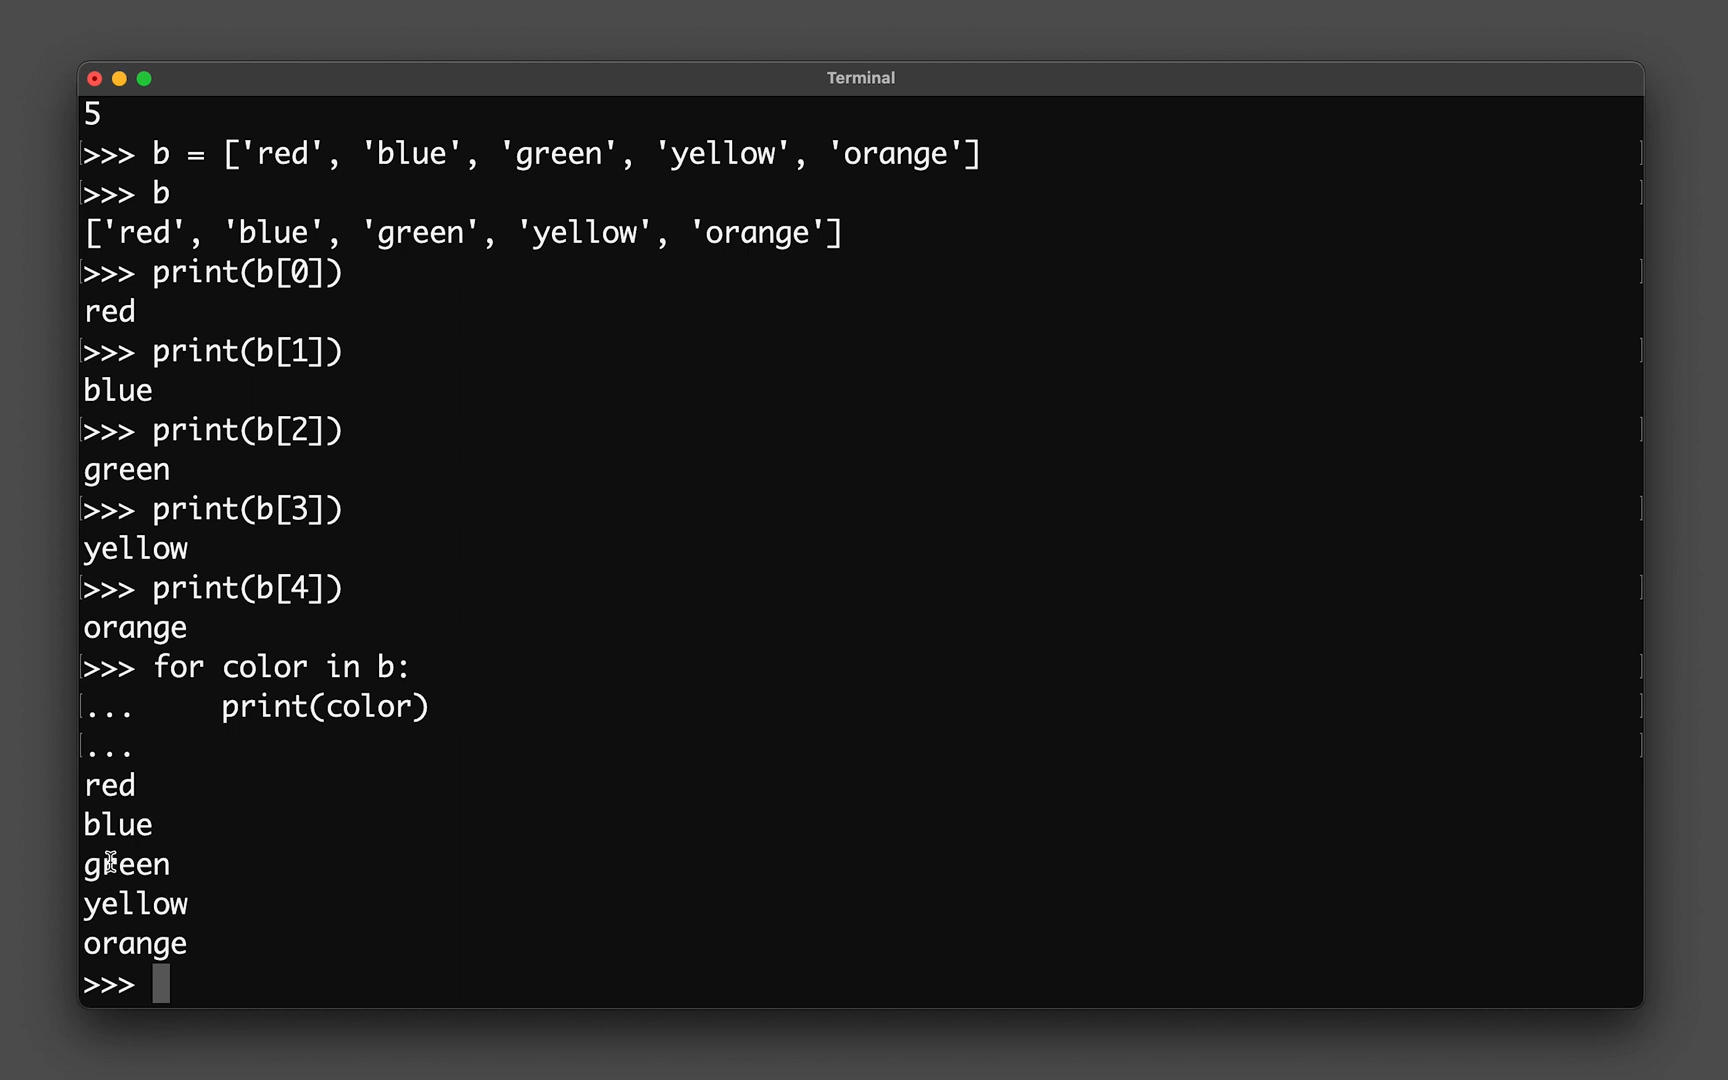 Terminal
5
>>> b = ['red', 'blue', 'green', 'yellow', 'orange']
>>> b
['red', 'blue', 'green', 'yellow', 'orange']
>>> print(b[0])
red
>>> print(b[1])
blue
>>> print(b[2])
green
>>> print(b[3])
yellow
>>> print(b[4])
orange
>>> for color in b:
...     print(color)
...
red
blue
green
yellow
orange
>>>